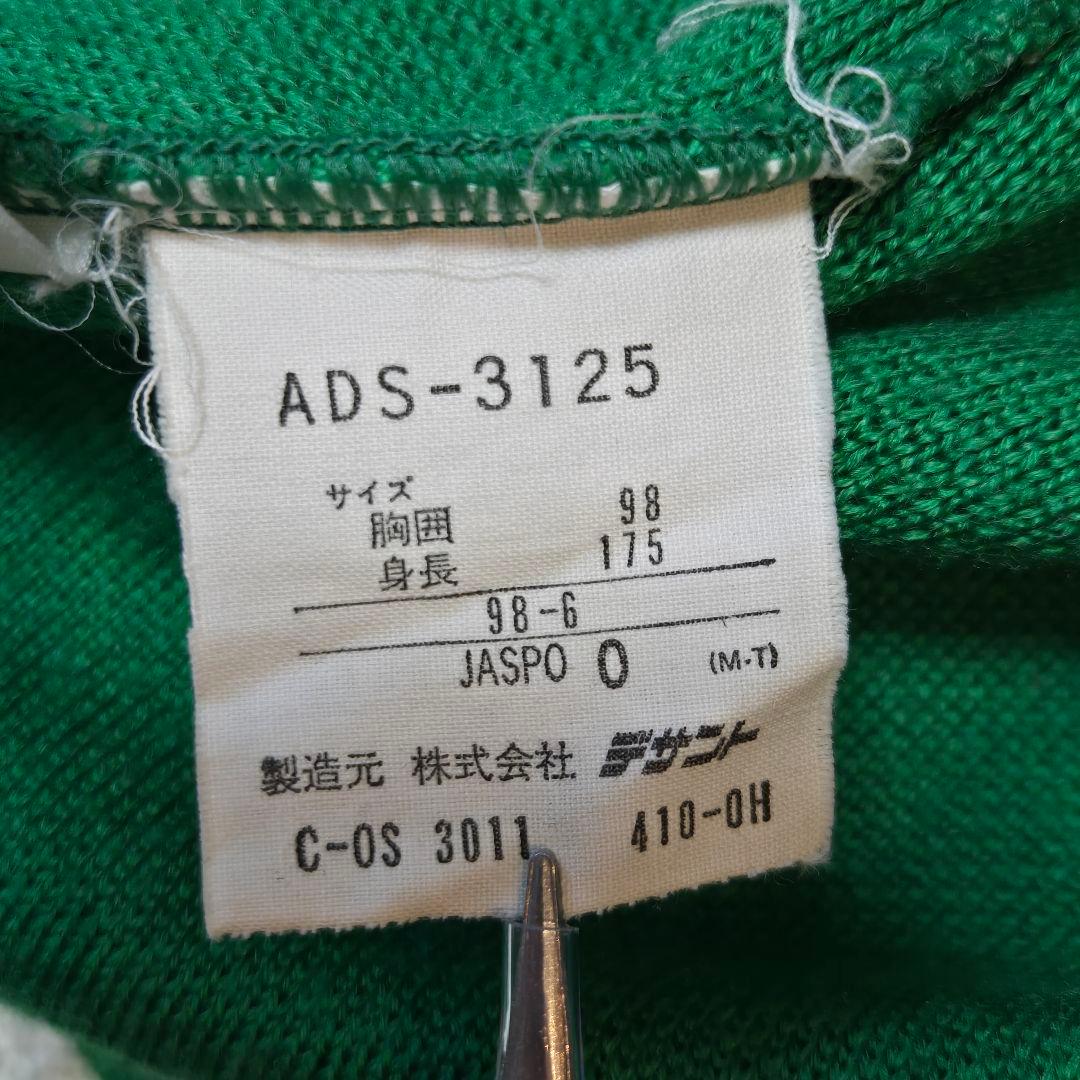 ADS-3125
サイズ
胸囲 98
身長 175
98-6
JASPO O (M・T)
製造元 株式会社 デサント
C-OS 3011 410-OH